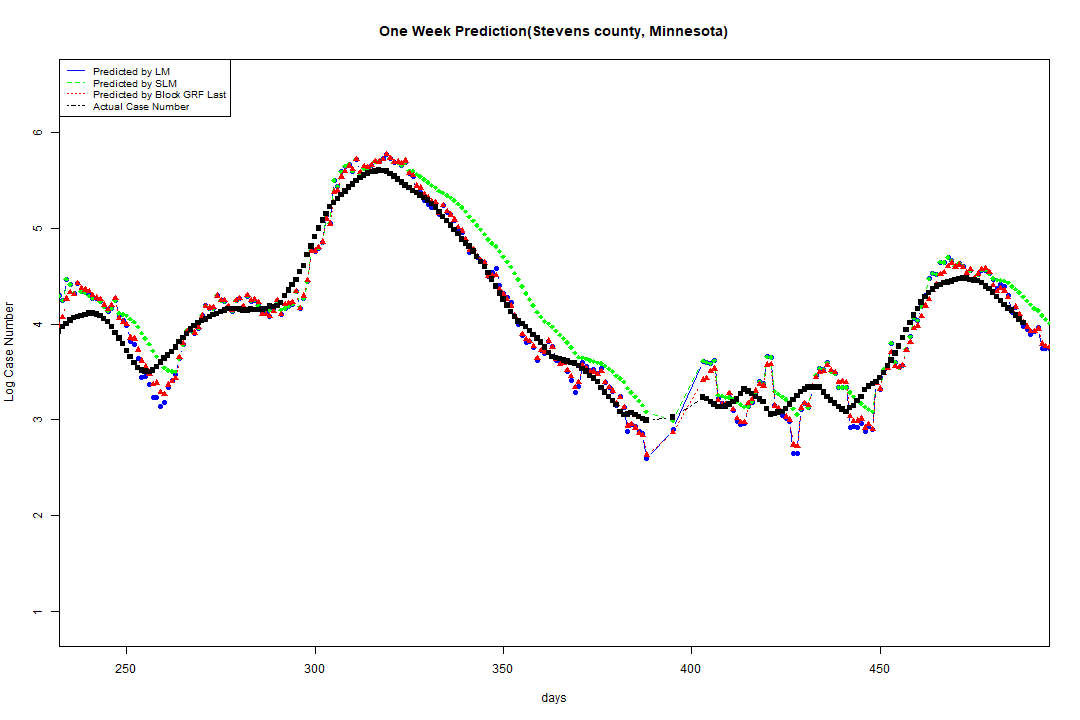 One Week Prediction(Stevens county, Minnesota)
Predicted by LM
Predicted by SLM
Predicted by Block GRF Last
Actual Case Number
Log Case Number
6
5
4
3
2
1
250 300 350 400 450
days